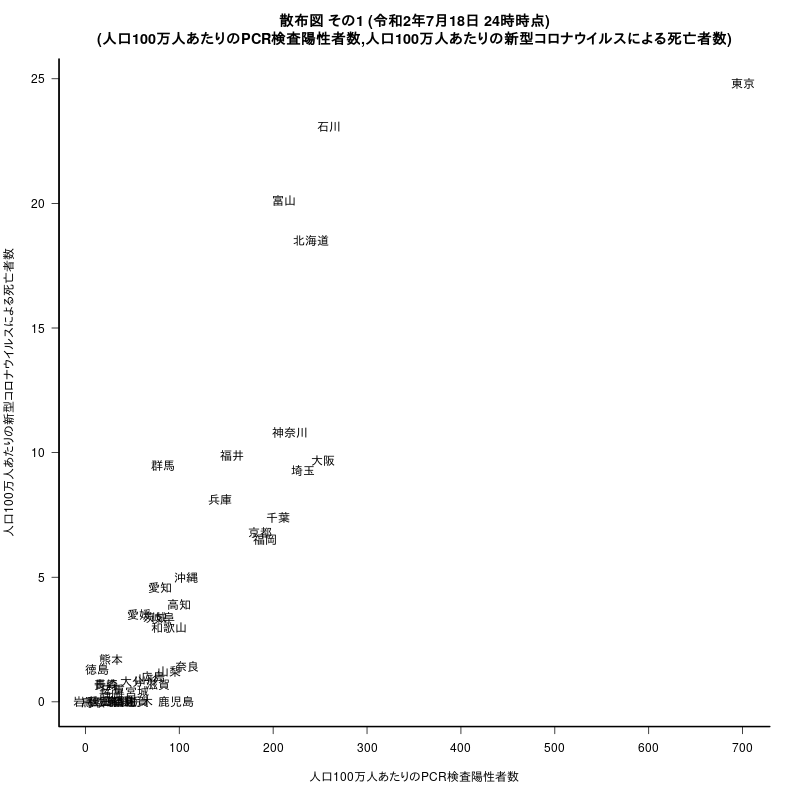 散布図 その1 (令和2年7月18日 24時時点)
(人口100万人あたりのPCR検査陽性者数,人口100万人あたりの新型コロナウイルスによる死亡者数)
25
東京
石川
富山
20
北海道
15
人口100万人あたりの新型コロナウイルスによる死亡者数
神奈川
10
福井
大阪
群馬
埼玉
兵庫
千葉
京都
福岡
5
沖縄
愛知
高知
愛媛
和歌山
熊本
徳島
奈良
山梨
滋賀
宮城
0
鹿児島
0 100 200 300 400 500 600 700
人口100万人あたりのPCR検査陽性者数